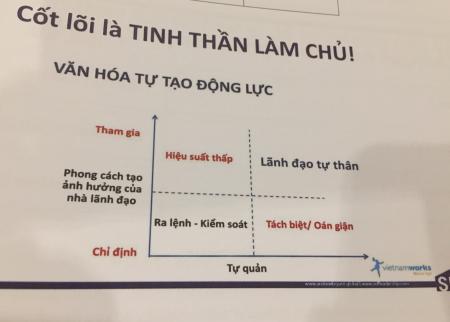 Cốt lõi là TINH THẦN LÀM CHỦ!
VĂN HÓA TỰ TẠO ĐỘNG LỰC
Tham gia
Hiệu suất thấp
Lãnh đạo tự thân
Phong cách tạo
ảnh hưởng của
nhà lãnh đạo
Ra lệnh - Kiểm soát
Tách biệt/ Oán giận
Chỉ định
Tự quản
vietnamworks